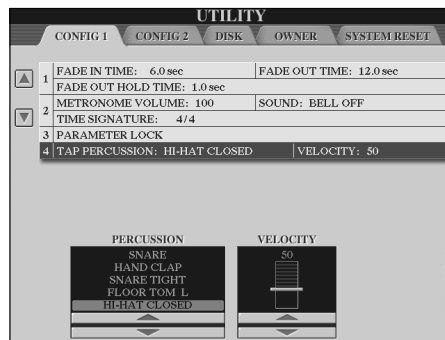 UTILITY
CONFIG 1 CONFIG 2 DISK OWNER SYSTEM RESET
1 FADE IN TIME: 6.0 sec FADE OUT TIME: 12.0 sec
FADE OUT HOLD TIME: 1.0 sec
2 METRONOME VOLUME: 100 SOUND: BELL OFF
TIME SIGNATURE: 4/4
3 PARAMETER LOCK
4 TAP PERCUSSION: HI-HAT CLOSED VELOCITY: 50
PERCUSSION VELOCITY
SNARE 50
HAND CLAP
SNARE TIGHT
FLOOR TOM L
HI-HAT CLOSED